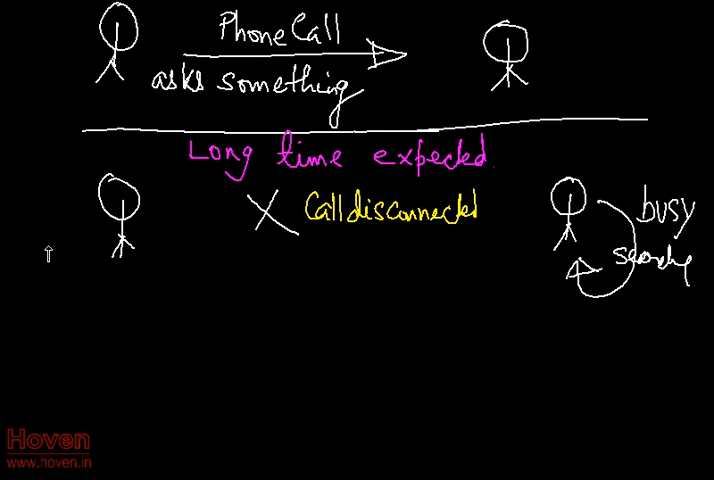 Phone Call
asks something
Long time expected
Call disconnected
busy
Hoven
www.hoven.in